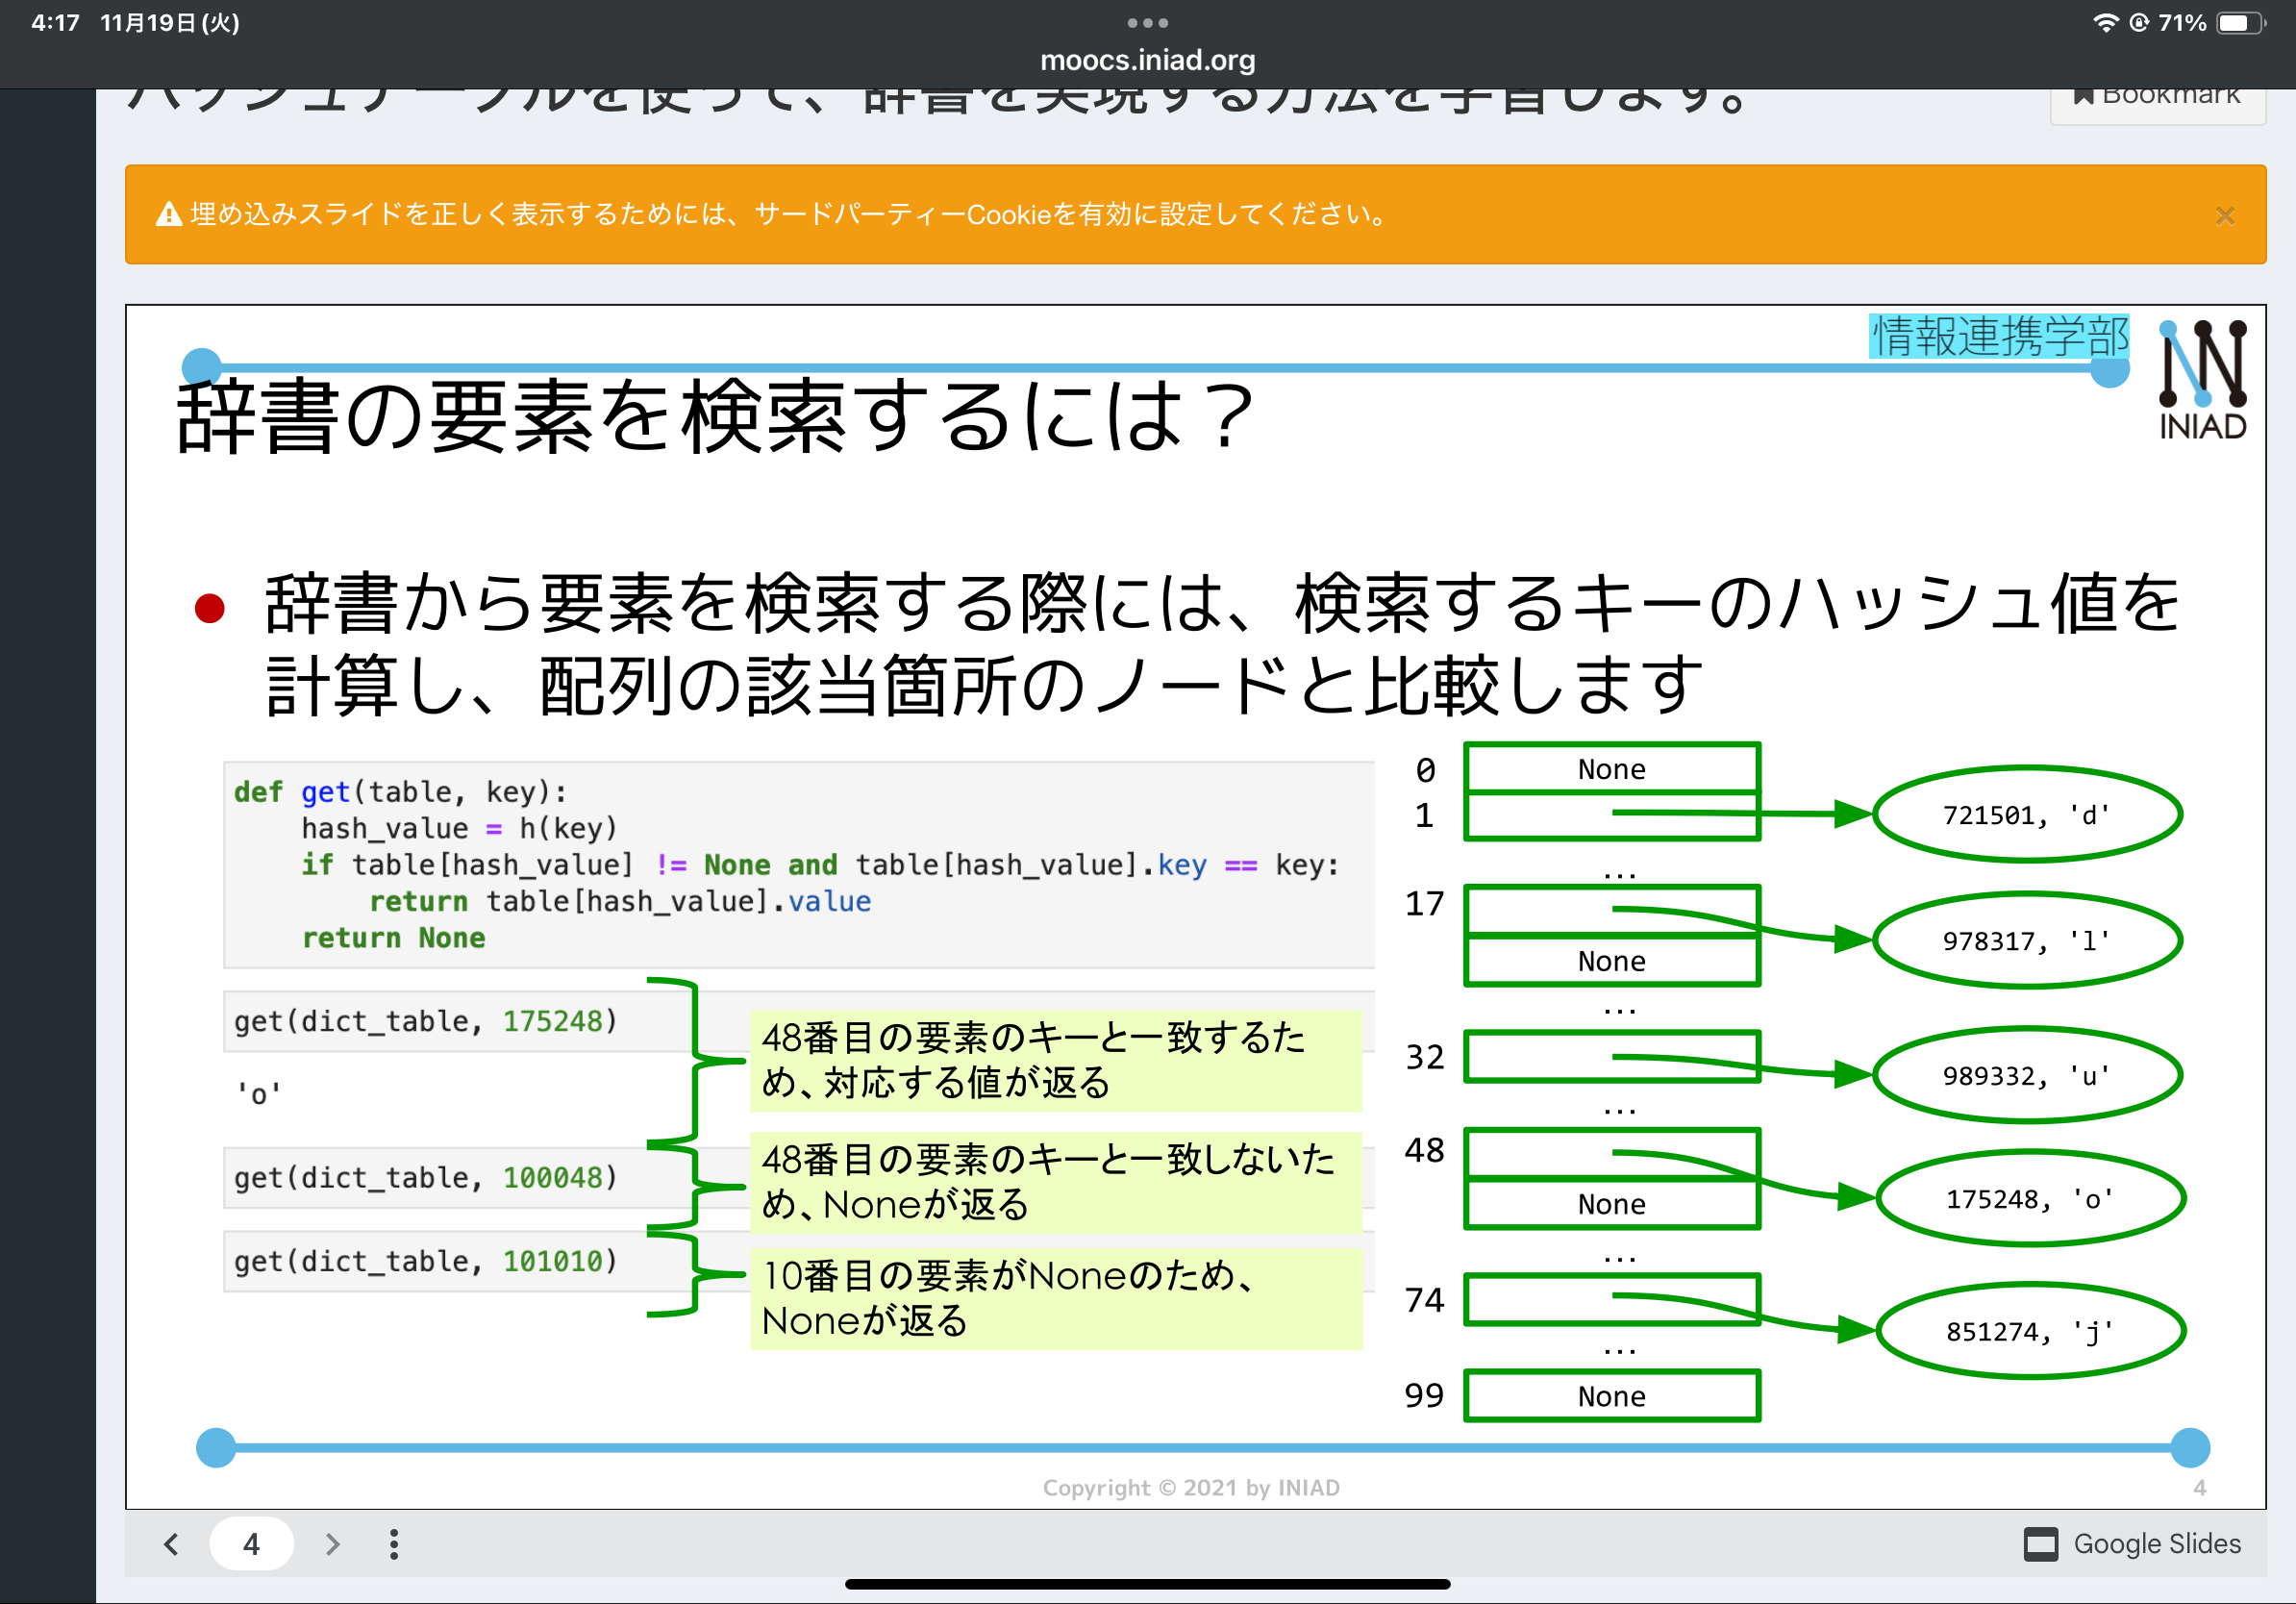 4:17 11月19日(火)
71%
moocs.iniad.org
ハッシュテーブルを使って、辞書を実現する方法を学習します。
Bookmark
埋め込みスライドを正しく表示するためには、サードパーティーCookieを有効に設定してください。
×
情報連携学部
INIAD
辞書の要素を検索するには？
● 辞書から要素を検索する際には、検索するキーのハッシュ値を
計算し、配列の該当箇所のノードと比較します
def get(table, key):
    hash_value = h(key)
    if table[hash_value] != None and table[hash_value].key == key:
        return table[hash_value].value
    return None
get(dict_table, 175248)
'o'
48番目の要素のキーと一致するた
め、対応する値が返る
get(dict_table, 100048)
48番目の要素のキーと一致しないた
め、Noneが返る
get(dict_table, 101010)
10番目の要素がNoneのため、
Noneが返る
0 None
1 721501, 'd'
...
17 978317, 'l'
None
...
32 989332, 'u'
...
48 175248, 'o'
None
...
74 851274, 'j'
...
99 None
Copyright © 2021 by INIAD
4
4
Google Slides